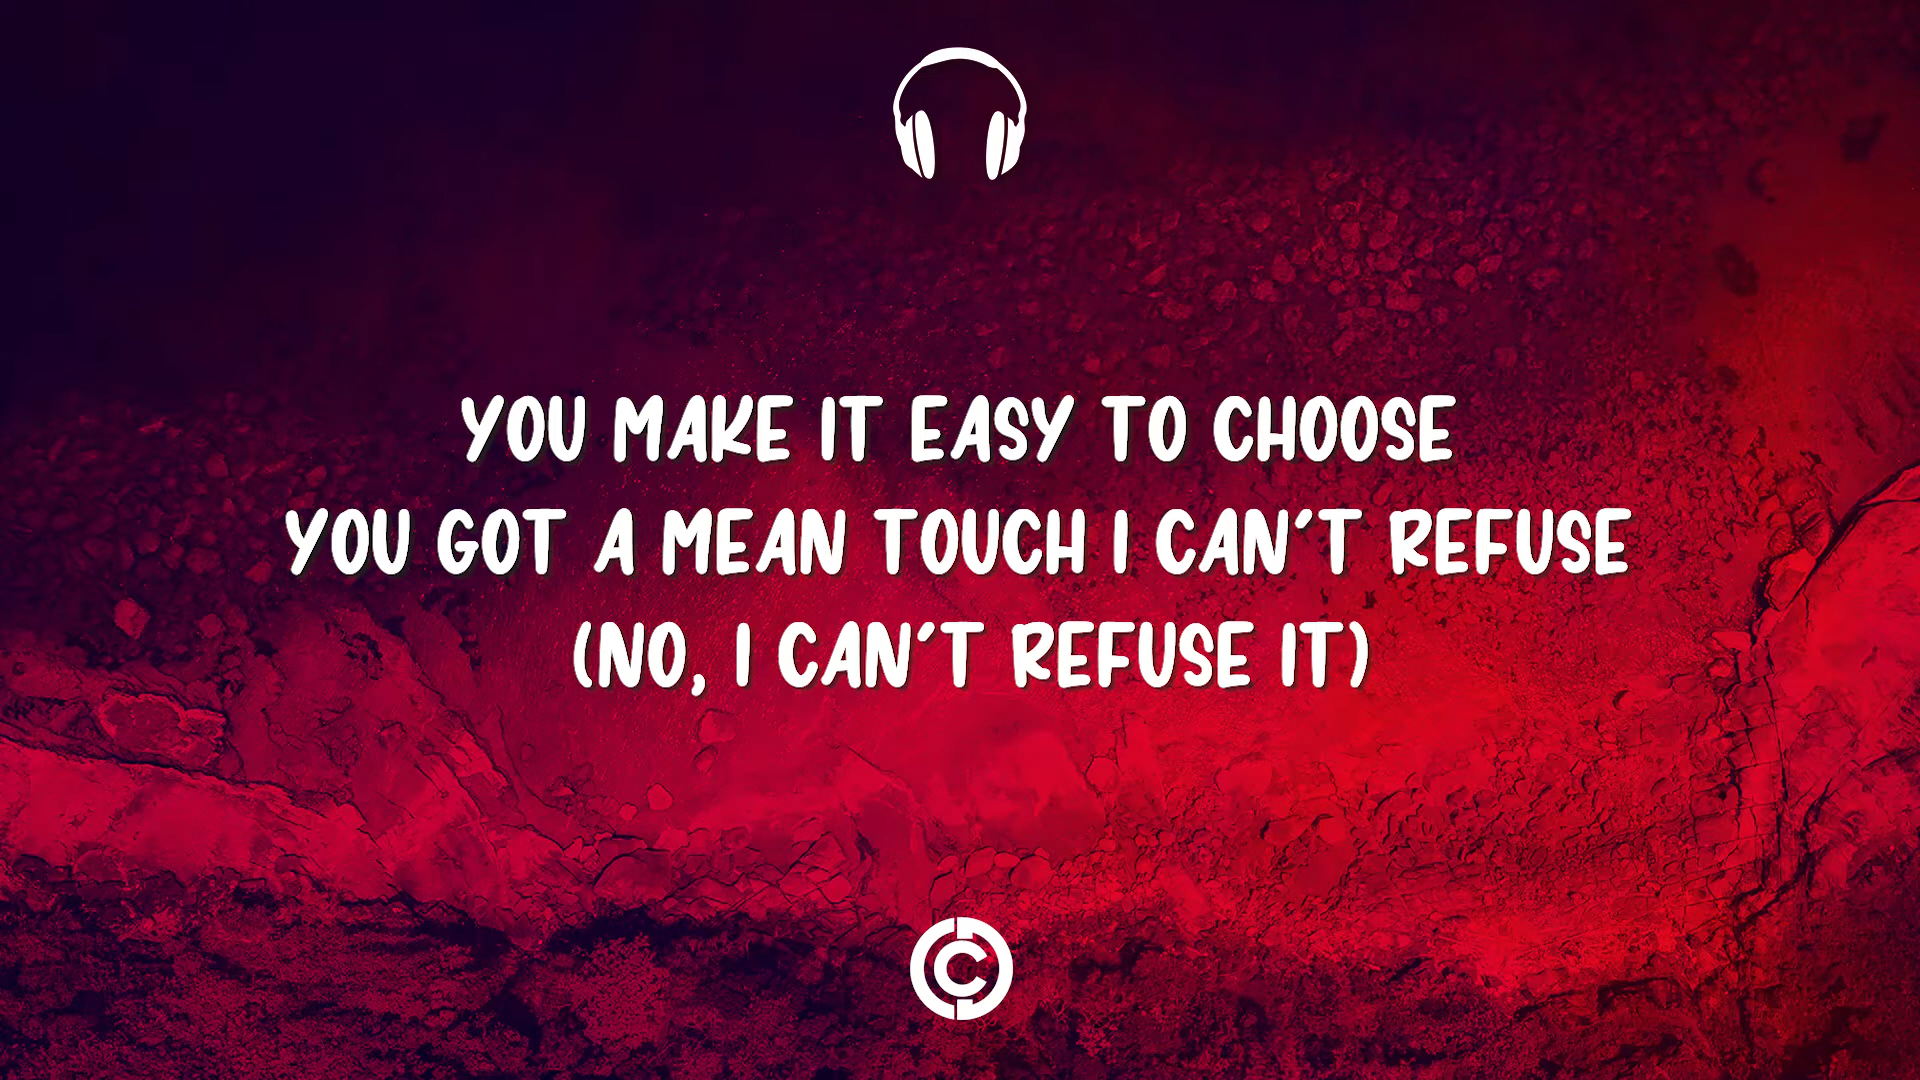 YOU MAKE IT EASY TO CHOOSE
YOU GOT A MEAN TOUCH I CAN'T REFUSE
(NO, I CAN'T REFUSE IT)
C